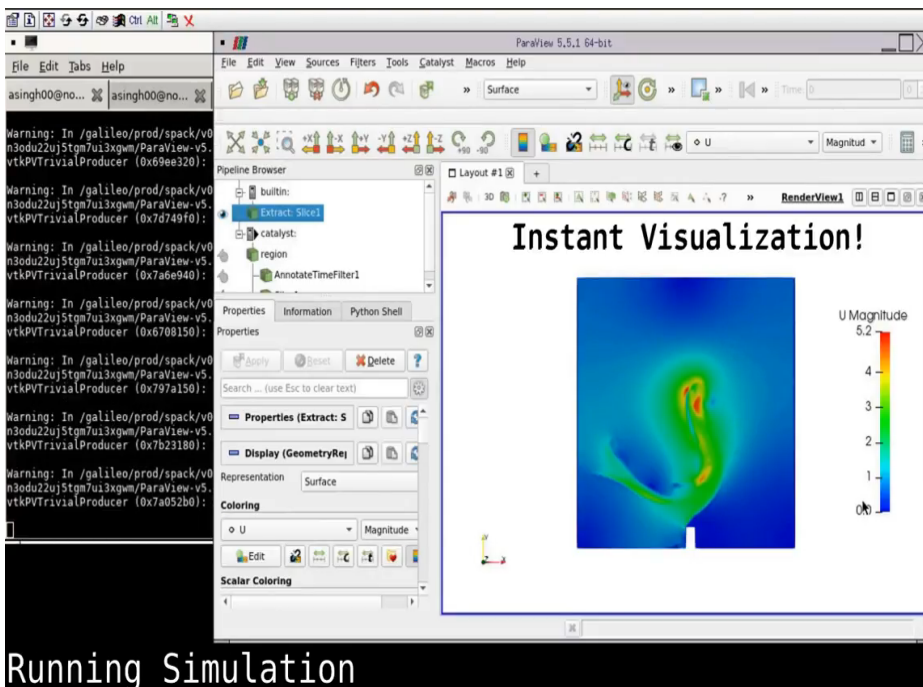 Ctrl Alt
ParaView 5.5.1 64-bit
File Edit Tabs Help
File Edit View Sources Filters Tools Catalyst Macros Help
asingh00@no... asingh00@no...
» Surface » » » Time: 0
Warning: In /galileo/prod/spack/v0
n3odu22uj5tgm7ui3xgwm/ParaView-v5.
vtkPVTrivialProducer (0x69ee320):
Warning: In /galileo/prod/spack/v0
n3odu22uj5tgm7ui3xgwm/ParaView-v5.
vtkPVTrivialProducer (0x7d749f0):
Warning: In /galileo/prod/spack/v0
n3odu22uj5tgm7ui3xgwm/ParaView-v5.
vtkPVTrivialProducer (0x7a6e940):
Warning: In /galileo/prod/spack/v0
n3odu22uj5tgm7ui3xgwm/ParaView-v5.
vtkPVTrivialProducer (0x6708150):
Warning: In /galileo/prod/spack/v0
n3odu22uj5tgm7ui3xgwm/ParaView-v5.
vtkPVTrivialProducer (0x797a150):
Warning: In /galileo/prod/spack/v0
n3odu22uj5tgm7ui3xgwm/ParaView-v5.
vtkPVTrivialProducer (0x7b23180):
Warning: In /galileo/prod/spack/v0
n3odu22uj5tgm7ui3xgwm/ParaView-v5.
vtkPVTrivialProducer (0x7a052b0):
+X -X +Y -Y +Z -Z +90 -90 U Magnitud
Pipeline Browser
builtin:
Extract: Slice1
catalyst:
region
AnnotateTimeFilter1
Properties Information Python Shell
Properties
Apply Reset Delete ?
Search ... (use Esc to clear text)
Properties (Extract: S
Display (GeometryRep
Representation Surface
Coloring
U Magnitude
Edit
Scalar Coloring
Layout #1 +
3D » RenderView1
Instant Visualization!
U Magnitude
5.2
4
3
2
1
0.0
Y
X
Running Simulation